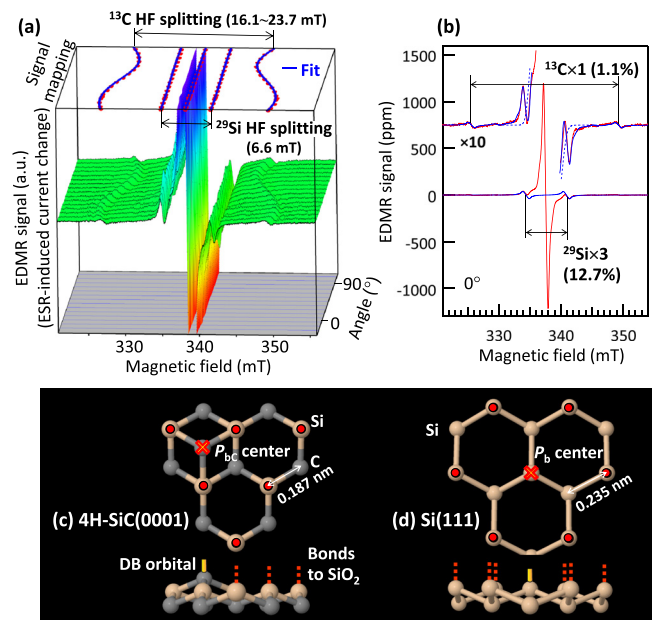 (a)
¹³C HF splitting (16.1~23.7 mT)
Signal
mapping
Fit
²⁹Si HF splitting
(6.6 mT)
EDMR signal (a.u.)
(ESR-induced current change)
90
0
Angle (°)
330
340
350
Magnetic field (mT)
(b)
1500
1000
500
0
-500
-1000
EDMR signal (ppm)
¹³C×1 (1.1%)
×10
²⁹Si×3
(12.7%)
0°
330
340
350
Magnetic field (mT)
Si
PbC center
C
0.187 nm
(c) 4H-SiC(0001)
DB orbital
Bonds
to SiO₂
Si
Pb center
0.235 nm
(d) Si(111)